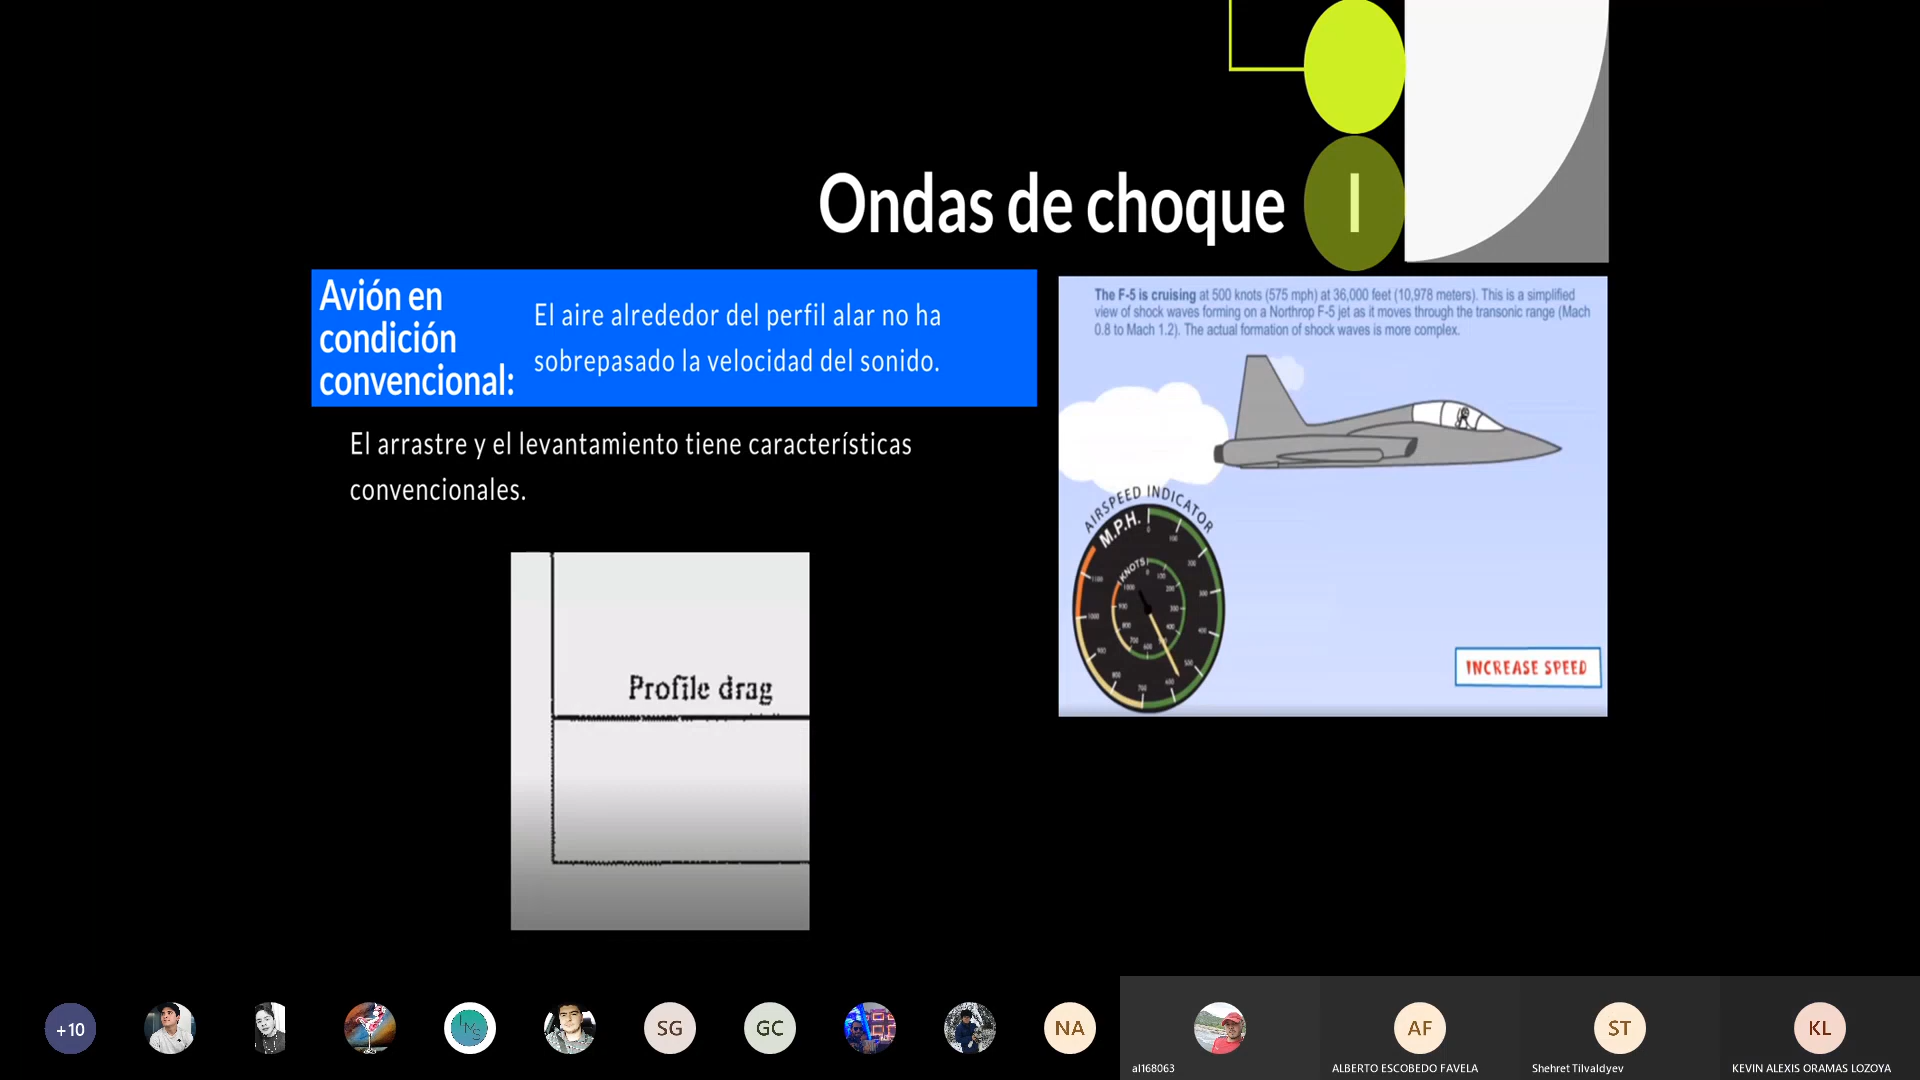 Ondas de choque
I
Avión en
condición
convencional:
El aire alrededor del perfil alar no ha
sobrepasado la velocidad del sonido.
El arrastre y el levantamiento tiene características
convencionales.
Profile drag
The F-5 is cruising at 500 knots (575 mph) at 36,000 feet (10,978 meters). This is a simplified
view of shock waves forming on a Northrop F-5 jet as it moves through the transonic range (Mach
0.8 to Mach 1.2). The actual formation of shock waves is more complex.
AIRSPEED INDICATOR
M.P.H.
KNOTS
INCREASE SPEED
+10
IMS
SG
GC
NA
AF
ST
KL
al168063
ALBERTO ESCOBEDO FAVELA
Shehret Tilvaldyev
KEVIN ALEXIS ORAMAS LOZOYA